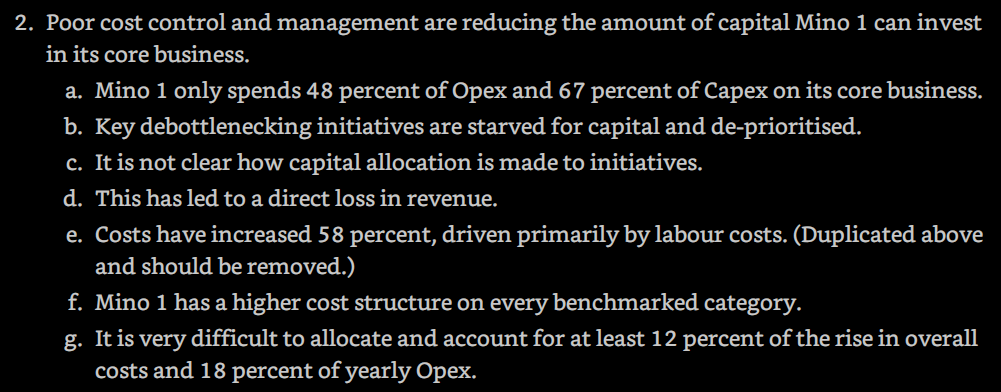 2. Poor cost control and management are reducing the amount of capital Mino 1 can invest
in its core business.
a. Mino 1 only spends 48 percent of Opex and 67 percent of Capex on its core business.
b. Key debottlenecking initiatives are starved for capital and de-prioritised.
c. It is not clear how capital allocation is made to initiatives.
d. This has led to a direct loss in revenue.
e. Costs have increased 58 percent, driven primarily by labour costs. (Duplicated above
and should be removed.)
f. Mino 1 has a higher cost structure on every benchmarked category.
g. It is very difficult to allocate and account for at least 12 percent of the rise in overall
costs and 18 percent of yearly Opex.